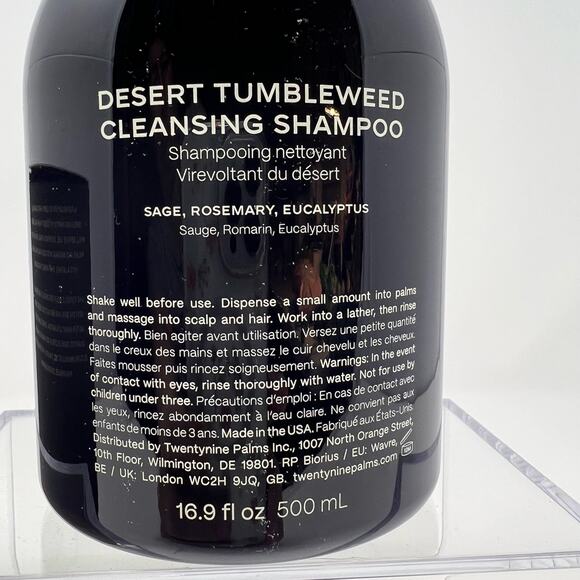 DESERT TUMBLEWEED
CLEANSING SHAMPOO
Shampooing nettoyant
Virevoltant du désert
SAGE, ROSEMARY, EUCALYPTUS
Sauge, Romarin, Eucalyptus
Shake well before use. Dispense a small amount into palms
and massage into scalp and hair. Work into a lather, then rinse
thoroughly. Bien agiter avant utilisation. Versez une petite quantité
dans le creux des mains et massez le cuir chevelu et les cheveux.
Faites mousser puis rincez soigneusement. Warnings: In the event
of contact with eyes, rinse thoroughly with water. Not for use by
children under three. Précautions d'emploi : En cas de contact avec
les yeux, rincez abondamment à l'eau claire. Ne convient pas aux
enfants de moins de 3 ans. Made in the USA. Fabriqué aux États-Unis.
Distributed by Twentynine Palms Inc., 1007 North Orange Street,
10th Floor, Wilmington, DE 19801. RP Biorius / EU: Wavre,
BE / UK: London WC2H 9JQ, GB. twentyninepalms.com
16.9 fl oz 500 mL